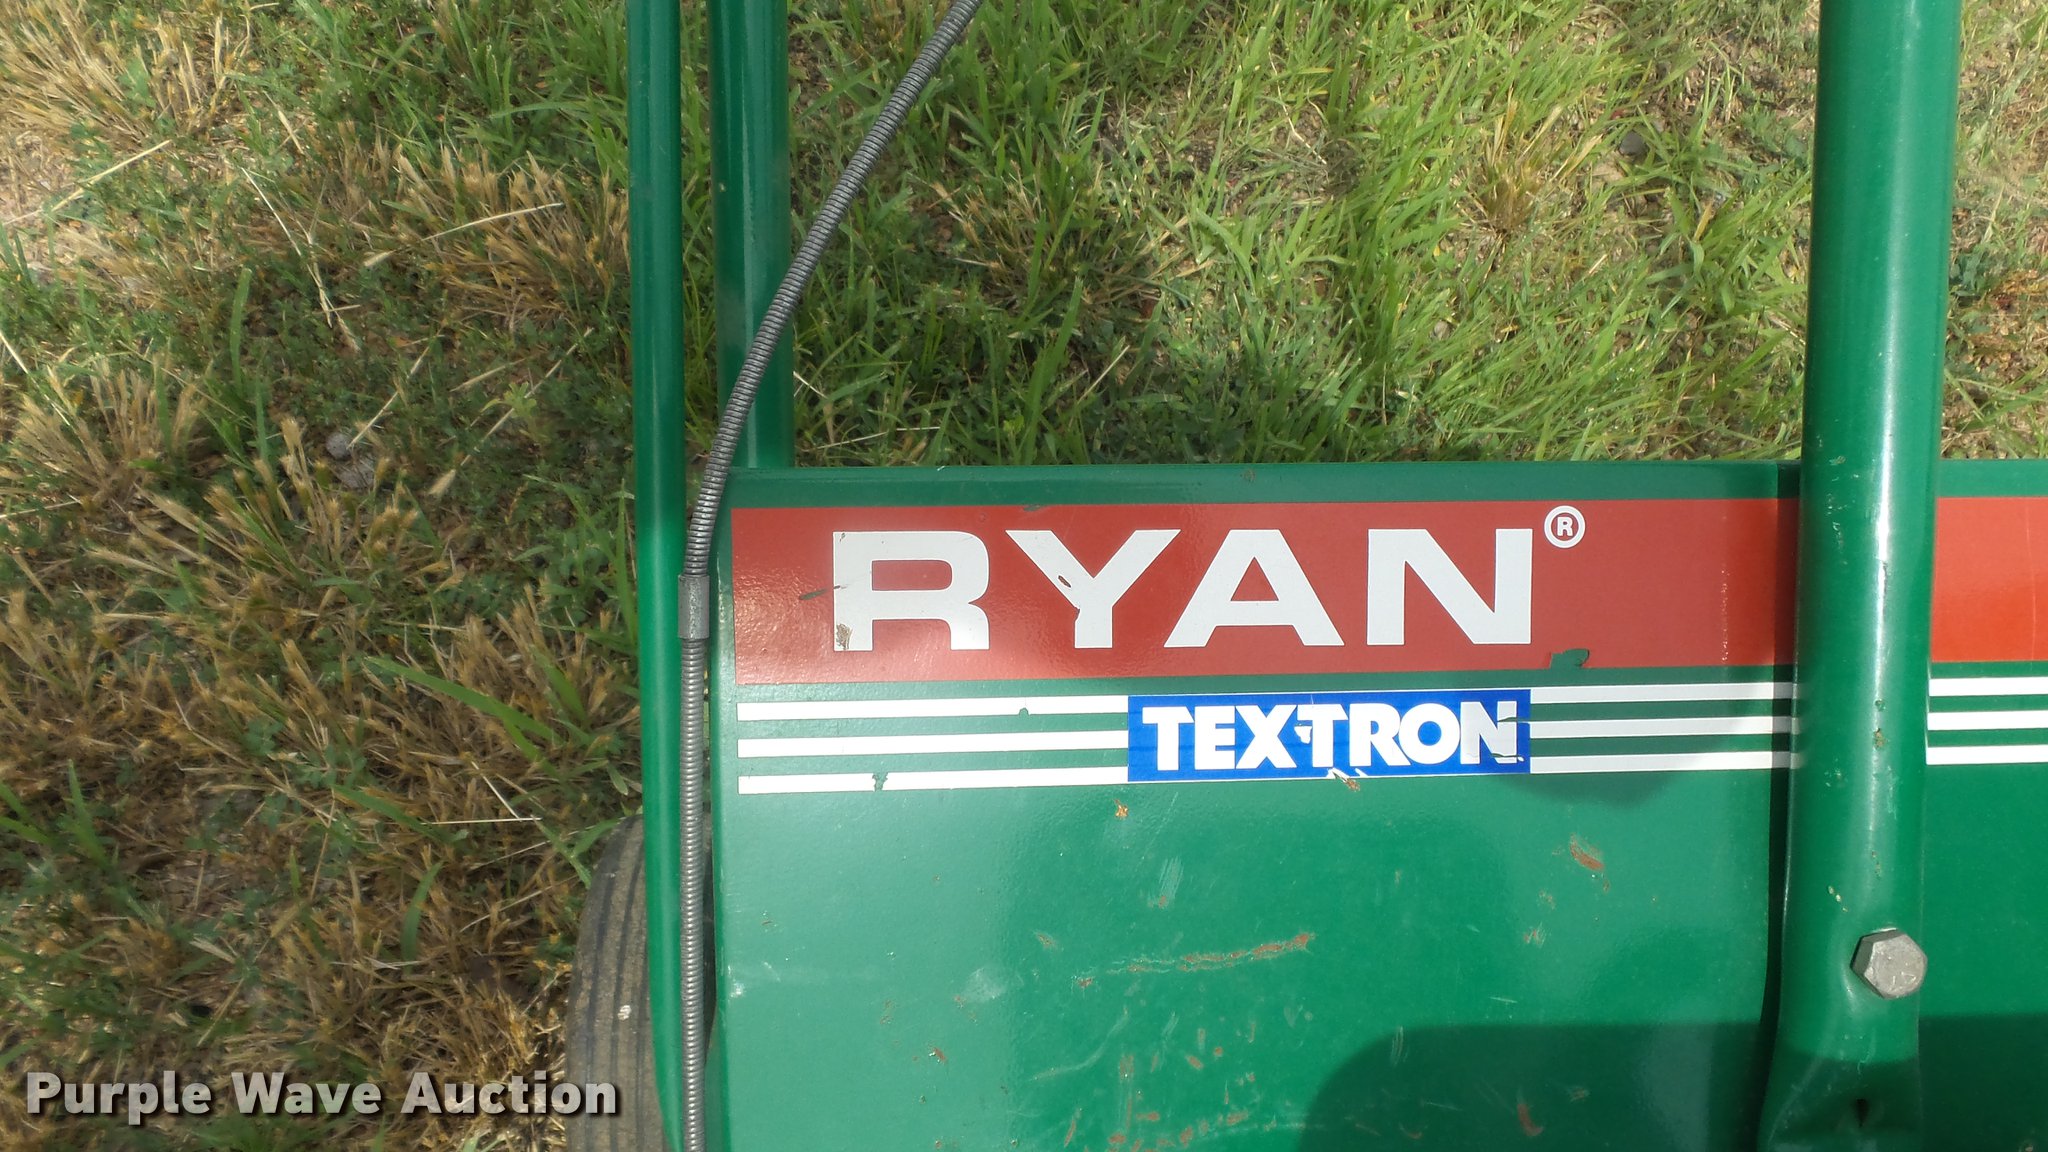 RYAN®
TEXTRON
Purple Wave Auction